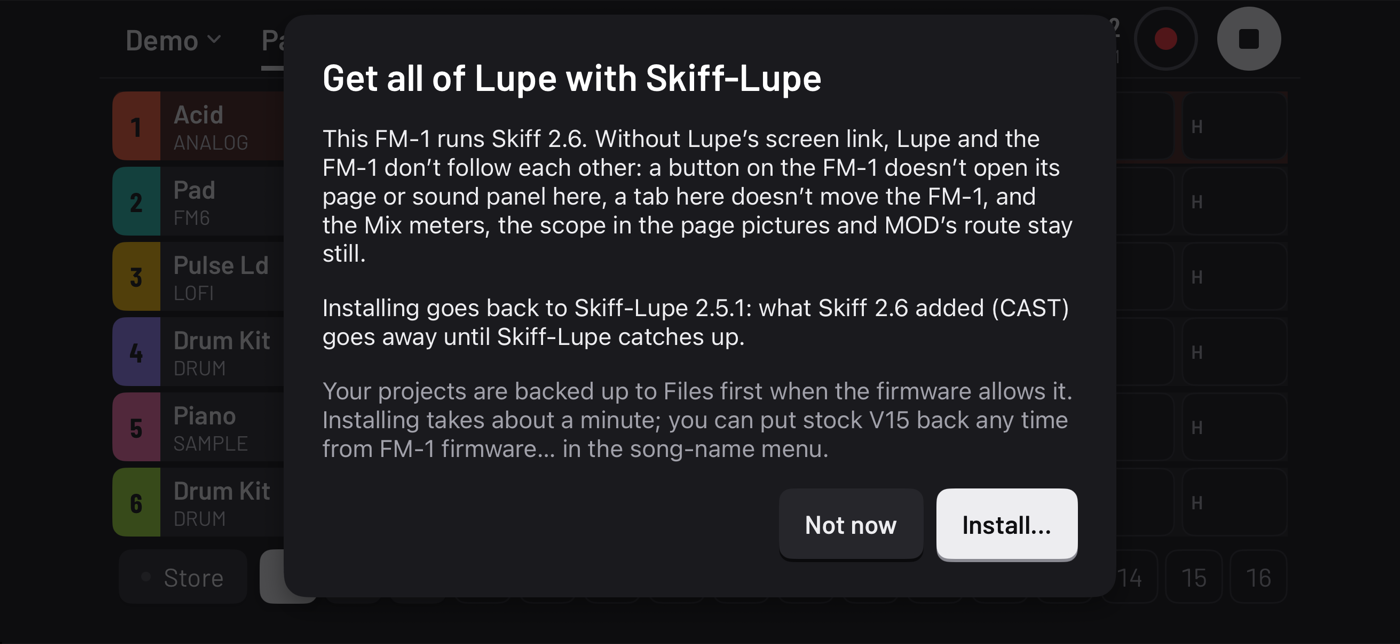 Demo
Get all of Lupe with Skiff-Lupe
This FM-1 runs Skiff 2.6. Without Lupe’s screen link, Lupe and the
FM-1 don’t follow each other: a button on the FM-1 doesn’t open its
page or sound panel here, a tab here doesn’t move the FM-1, and
the Mix meters, the scope in the page pictures and MOD’s route stay
still.
Installing goes back to Skiff-Lupe 2.5.1: what Skiff 2.6 added (CAST)
goes away until Skiff-Lupe catches up.
Your projects are backed up to Files first when the firmware allows it.
Installing takes about a minute; you can put stock V15 back any time
from FM-1 firmware... in the song-name menu.
Not now
Install...
1
Acid
ANALOG
H
2
Pad
FM6
H
3
Pulse Ld
LOFI
H
4
Drum Kit
DRUM
H
5
Piano
SAMPLE
H
6
Drum Kit
DRUM
H
Store
14
15
16